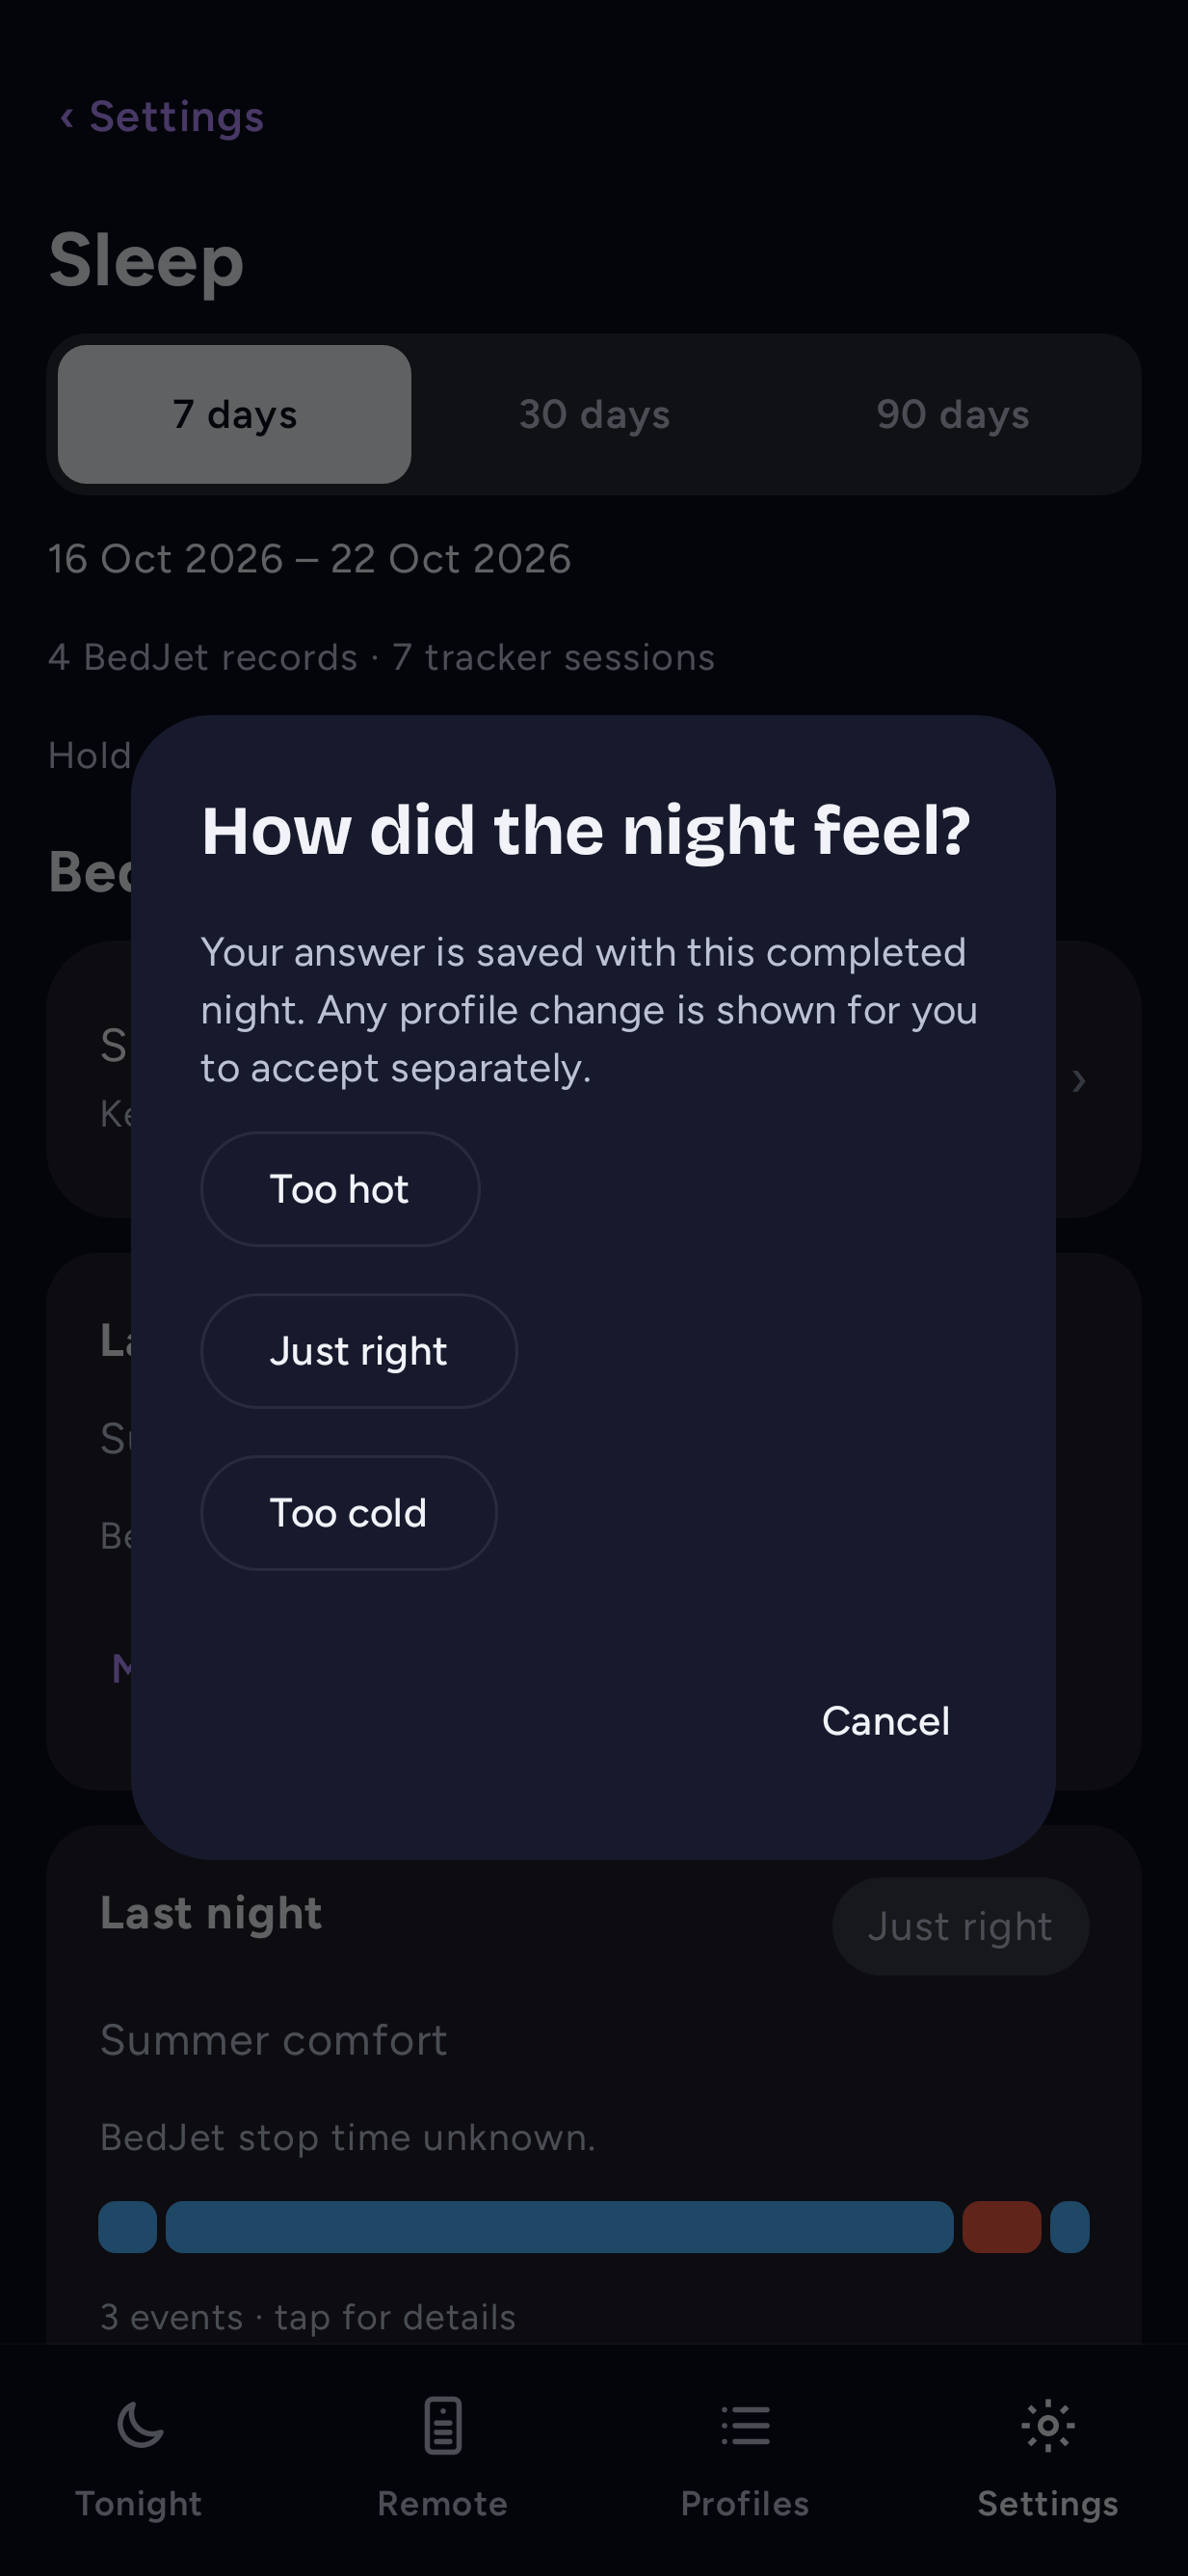 ‹ Settings
Sleep
7 days
30 days
90 days
16 Oct 2026 – 22 Oct 2026
4 BedJet records · 7 tracker sessions
Hold
How did the night feel?
Your answer is saved with this completed
night. Any profile change is shown for you
to accept separately.
Too hot
Just right
Too cold
Cancel
Last night
Just right
Summer comfort
BedJet stop time unknown.
3 events · tap for details
Tonight
Remote
Profiles
Settings